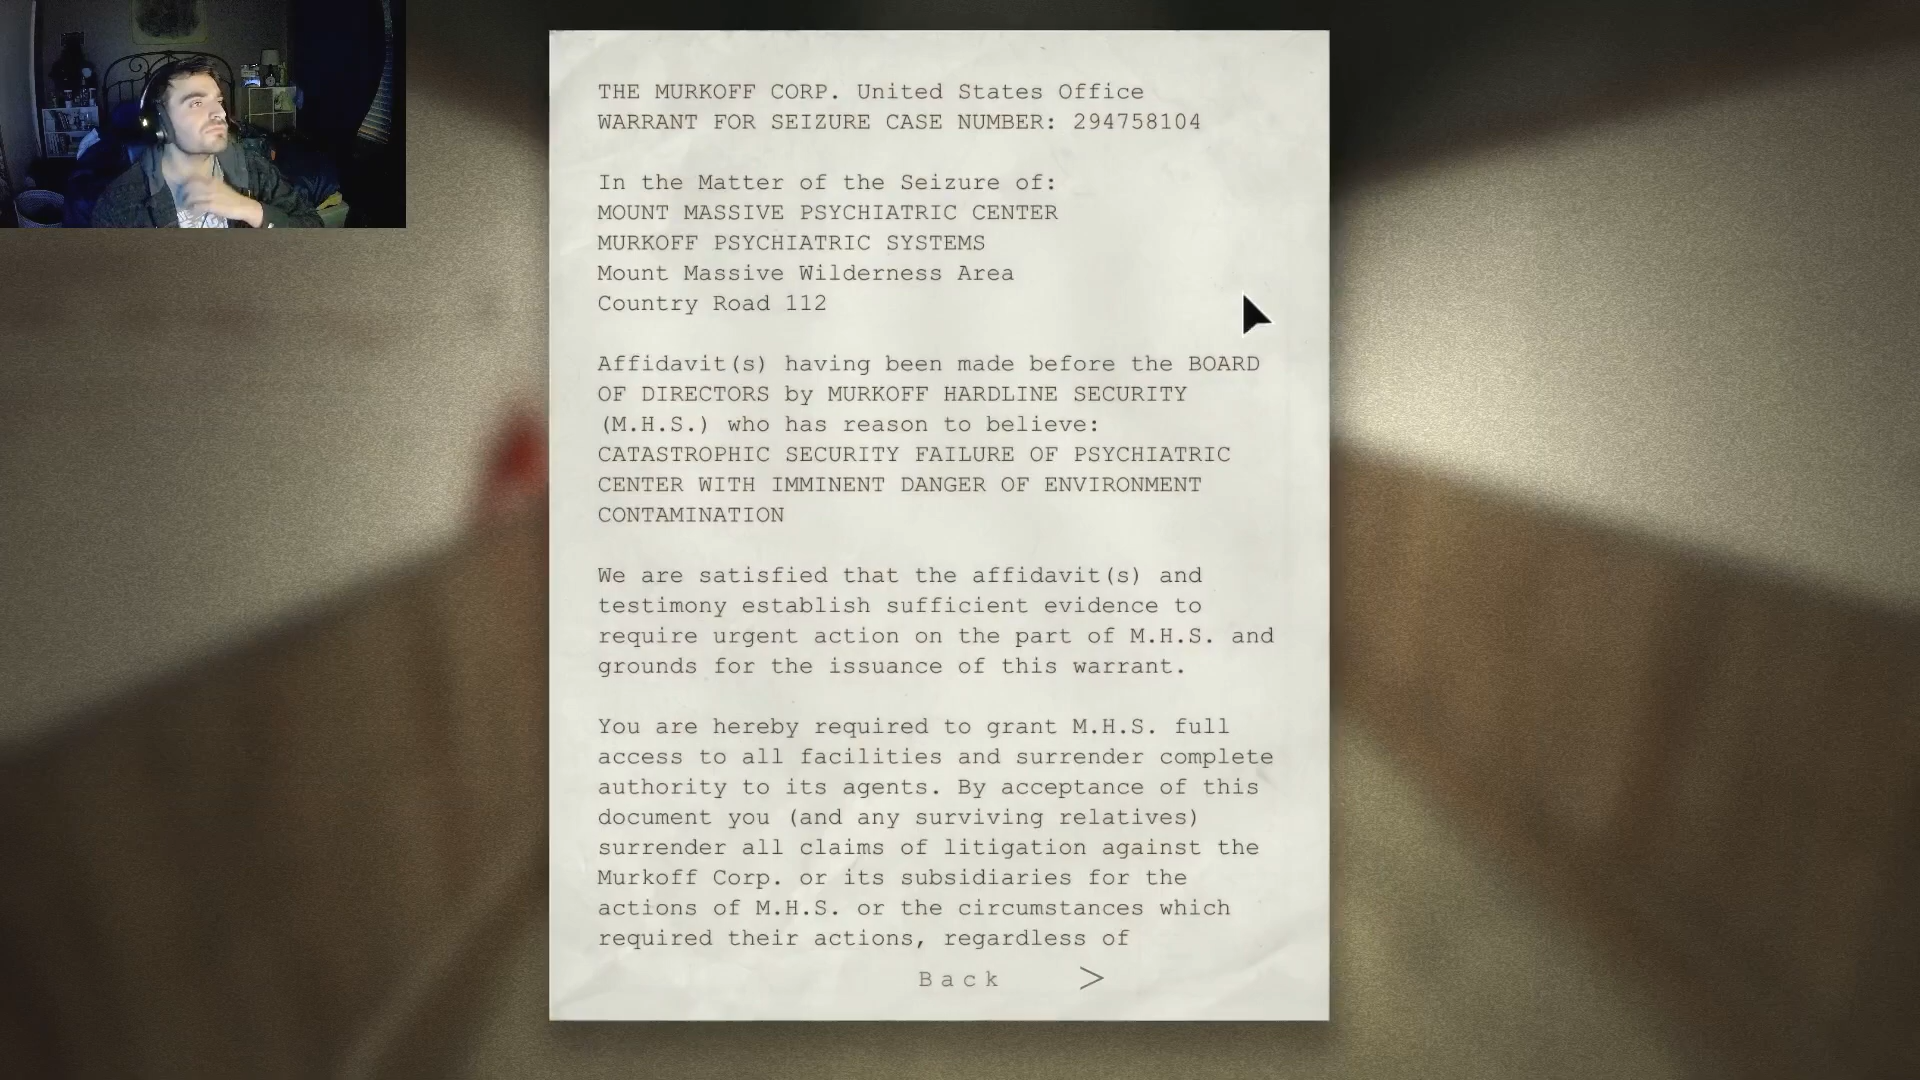 THE MURKOFF CORP. United States Office
WARRANT FOR SEIZURE CASE NUMBER: 294758104
In the Matter of the Seizure of:
MOUNT MASSIVE PSYCHIATRIC CENTER
MURKOFF PSYCHIATRIC SYSTEMS
Mount Massive Wilderness Area
Country Road 112
Affidavit(s) having been made before the BOARD
OF DIRECTORS by MURKOFF HARDLINE SECURITY
(M.H.S.) who has reason to believe:
CATASTROPHIC SECURITY FAILURE OF PSYCHIATRIC
CENTER WITH IMMINENT DANGER OF ENVIRONMENT
CONTAMINATION
We are satisfied that the affidavit(s) and
testimony establish sufficient evidence to
require urgent action on the part of M.H.S. and
grounds for the issuance of this warrant.
You are hereby required to grant M.H.S. full
access to all facilities and surrender complete
authority to its agents. By acceptance of this
document you (and any surviving relatives)
surrender all claims of litigation against the
Murkoff Corp. or its subsidiaries for the
actions of M.H.S. or the circumstances which
required their actions, regardless of
Back >